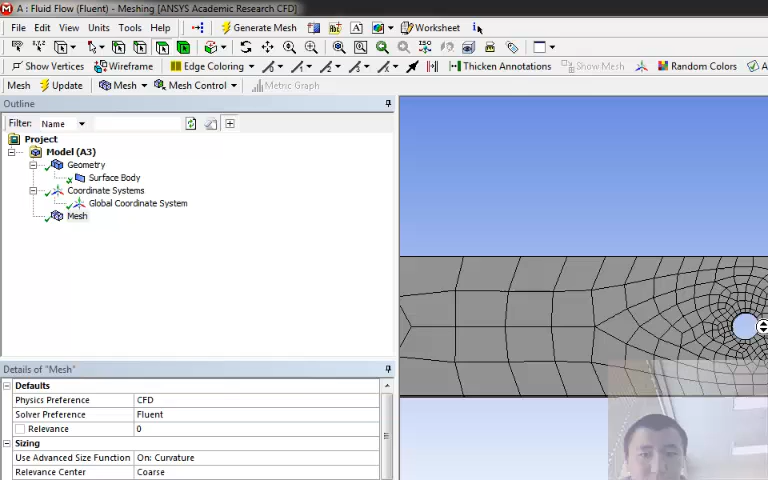 A : Fluid Flow (Fluent) - Meshing [ANSYS Academic Research CFD]
File Edit View Units Tools Help Generate Mesh Worksheet
Show Vertices Wireframe Edge Coloring Thicken Annotations Show Mesh Random Colors A
Mesh Update Mesh Mesh Control Metric Graph
Outline
Filter: Name
Project
Model (A3)
Geometry
Surface Body
Coordinate Systems
Global Coordinate System
Mesh
Details of "Mesh"
Defaults
Physics Preference CFD
Solver Preference Fluent
Relevance 0
Sizing
Use Advanced Size Function On: Curvature
Relevance Center Coarse